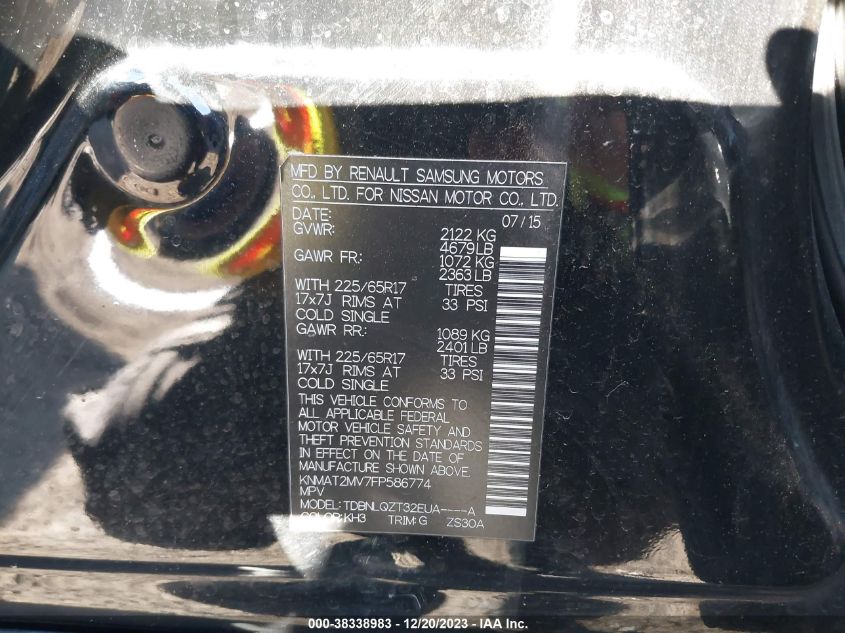 MFD BY RENAULT SAMSUNG MOTORS
CO., LTD. FOR NISSAN MOTOR CO., LTD.
DATE: 07/15
GVWR: 2122 KG
4679LB
GAWR FR: 1072 KG
2363LB
WITH 225/65R17 TIRES
17x7J RIMS AT 33 PSI
COLD SINGLE
GAWR RR: 1089 KG
2401LB
WITH 225/65R17 TIRES
17x7J RIMS AT 33 PSI
COLD SINGLE
THIS VEHICLE CONFORMS TO
ALL APPLICABLE FEDERAL
MOTOR VEHICLE SAFETY AND
THEFT PREVENTION STANDARDS
IN EFFECT ON THE DATE OF
MANUFACTURE SHOWN ABOVE.
KNMAT2MV7FP586774
MPV
MODEL:TDBNLQZT32EUA----A
COLOR:KH3 TRIM:G ZS30A
000-38338983 - 12/20/2023 - IAA Inc.